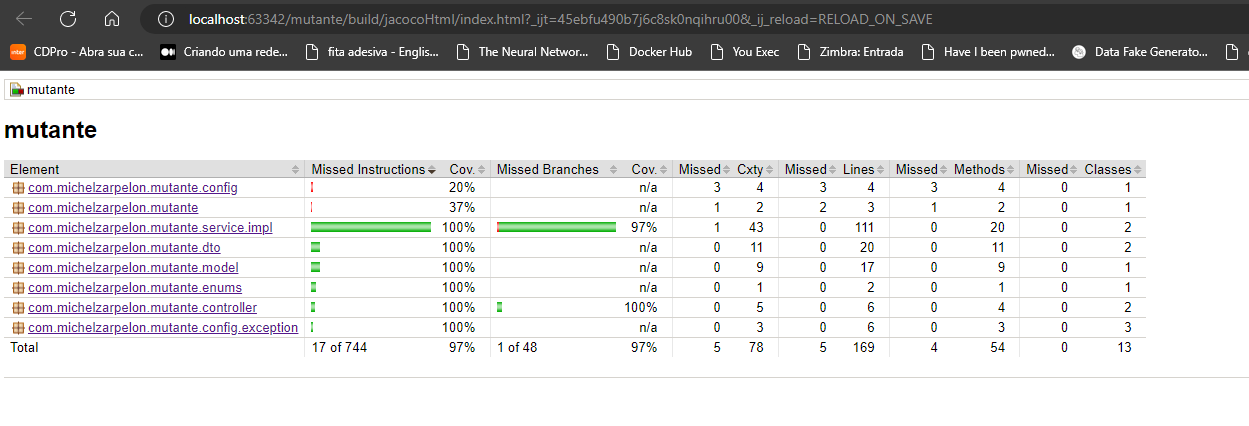 localhost:63342/mutante/build/jacocoHtml/index.html?_ijt=45ebfu490b7j6c8sk0nqihru00&_ij_reload=RELOAD_ON_SAVE
inter CDPro - Abra sua c... Criando uma rede... fita adesiva - Englis... The Neural Networ... Docker Hub You Exec Zimbra: Entrada Have I been pwned... Data Fake Generato...
mutante
mutante
Element Missed Instructions Cov. Missed Branches Cov. Missed Cxty Missed Lines Missed Methods Missed Classes
com.michelzarpelon.mutante.config 20% n/a 3 4 3 4 3 4 0 1
com.michelzarpelon.mutante 37% n/a 1 2 2 3 1 2 0 1
com.michelzarpelon.mutante.service.impl 100% 97% 1 43 0 111 0 20 0 2
com.michelzarpelon.mutante.dto 100% n/a 0 11 0 20 0 11 0 2
com.michelzarpelon.mutante.model 100% n/a 0 9 0 17 0 9 0 1
com.michelzarpelon.mutante.enums 100% n/a 0 1 0 2 0 1 0 1
com.michelzarpelon.mutante.controller 100% 100% 0 5 0 6 0 4 0 2
com.michelzarpelon.mutante.config.exception 100% n/a 0 3 0 6 0 3 0 3
Total 17 of 744 97% 1 of 48 97% 5 78 5 169 4 54 0 13